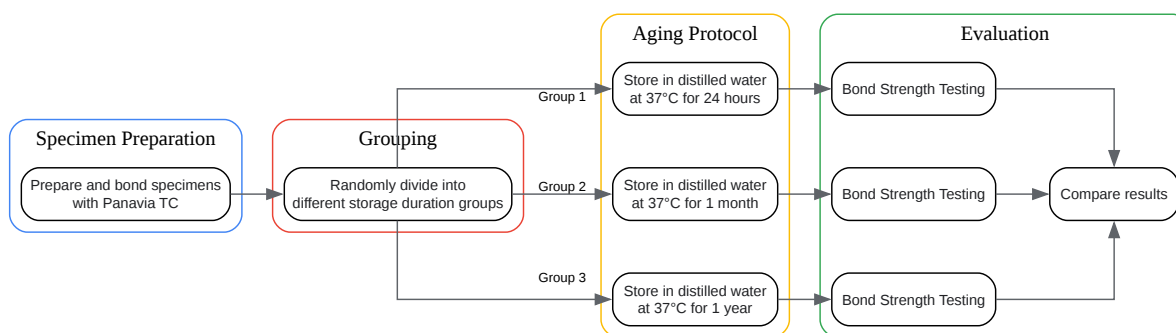 Specimen Preparation
Prepare and bond specimens
with Panavia TC
Grouping
Randomly divide into
different storage duration groups
Group 1
Group 2
Group 3
Aging Protocol
Store in distilled water
at 37°C for 24 hours
Store in distilled water
at 37°C for 1 month
Store in distilled water
at 37°C for 1 year
Evaluation
Bond Strength Testing
Bond Strength Testing
Bond Strength Testing
Compare results